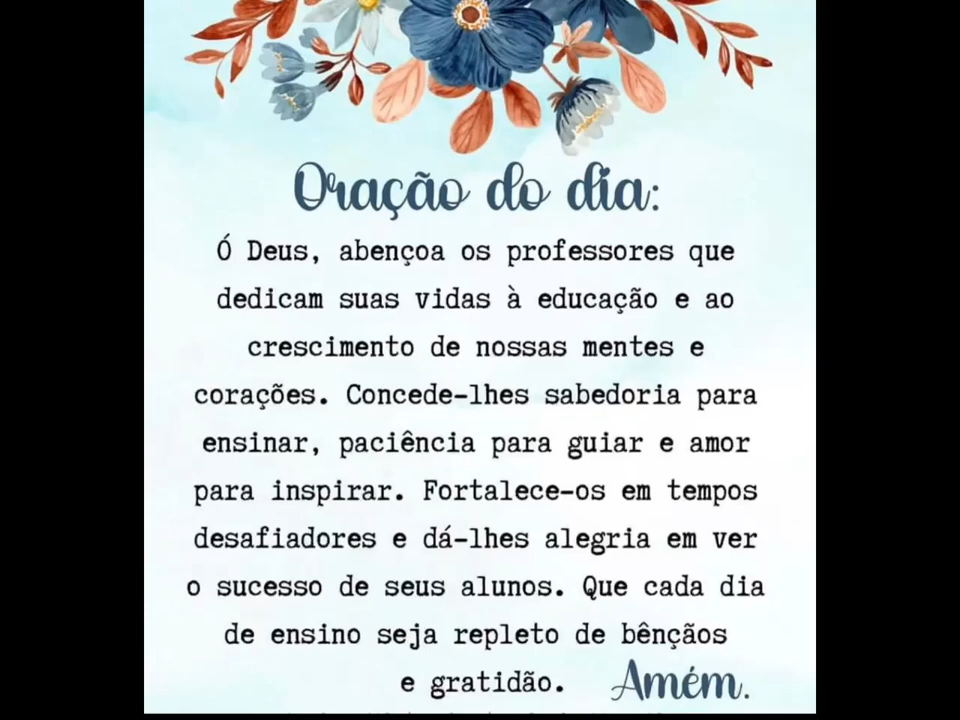 Oração do dia:
Ó Deus, abençoa os professores que
dedicam suas vidas à educação e ao
crescimento de nossas mentes e
corações. Concede-lhes sabedoria para
ensinar, paciência para guiar e amor
para inspirar. Fortalece-os em tempos
desafiadores e dá-lhes alegria em ver
o sucesso de seus alunos. Que cada dia
de ensino seja repleto de bênçãos
e gratidão. Amém.